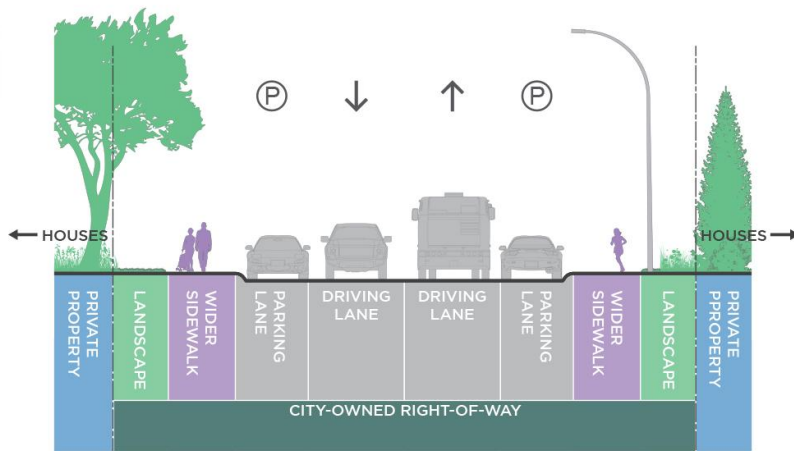 P
P
HOUSES
HOUSES
PRIVATE
PROPERTY
LANDSCAPE
WIDER
SIDEWALK
PARKING
LANE
DRIVING
LANE
DRIVING
LANE
PARKING
LANE
WIDER
SIDEWALK
LANDSCAPE
PRIVATE
PPROPERTY
CITY-OWNED RIGHT-OF-WAY